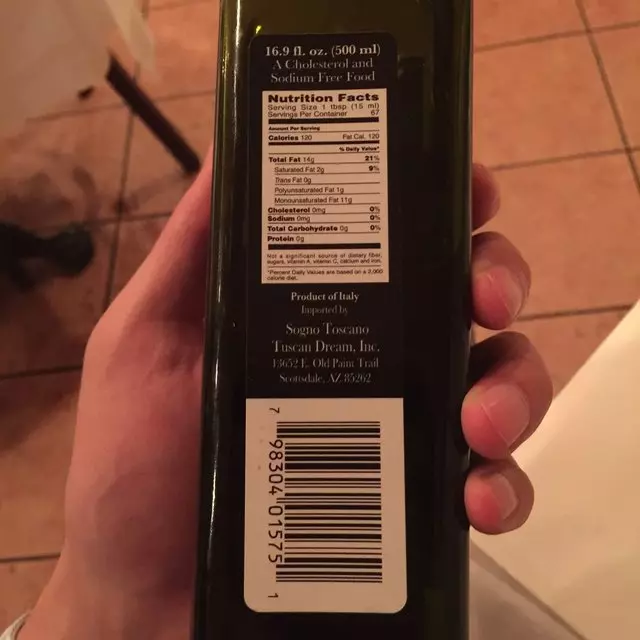 16.9 fl. oz. (500 ml)
A Cholesterol and
Sodium Free Food
Nutrition Facts
Serving Size 1 tbsp (15 ml)
Servings Per Container 67
Amount Per Serving
Calories 120 Fat Cal. 120
% Daily Value*
Total Fat 14g 21%
Saturated Fat 2g 9%
Trans Fat 0g
Polyunsaturated Fat 1g
Monounsaturated Fat 11g
Cholesterol 0mg 0%
Sodium 0mg 0%
Total Carbohydrate 0g 0%
Protein 0g
Not a significant source of dietary fiber,
sugars, vitamin A, vitamin C, calcium and iron.
*Percent Daily Values are based on a 2,000
calorie diet.
Product of Italy
Imported by
Sogno Toscano
Tuscan Dream, Inc.
13652 E. Old Paint Trail
Scottsdale, AZ 85262
7 98304 01575 1